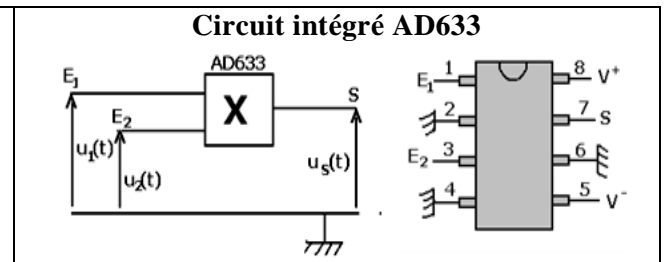 Circuit intégré AD633
AD633
E1
E2
X
S
u1(t)
u2(t)
uS(t)
E1 1
2
E2 3
4
8 V+
7 S
6
5 V-